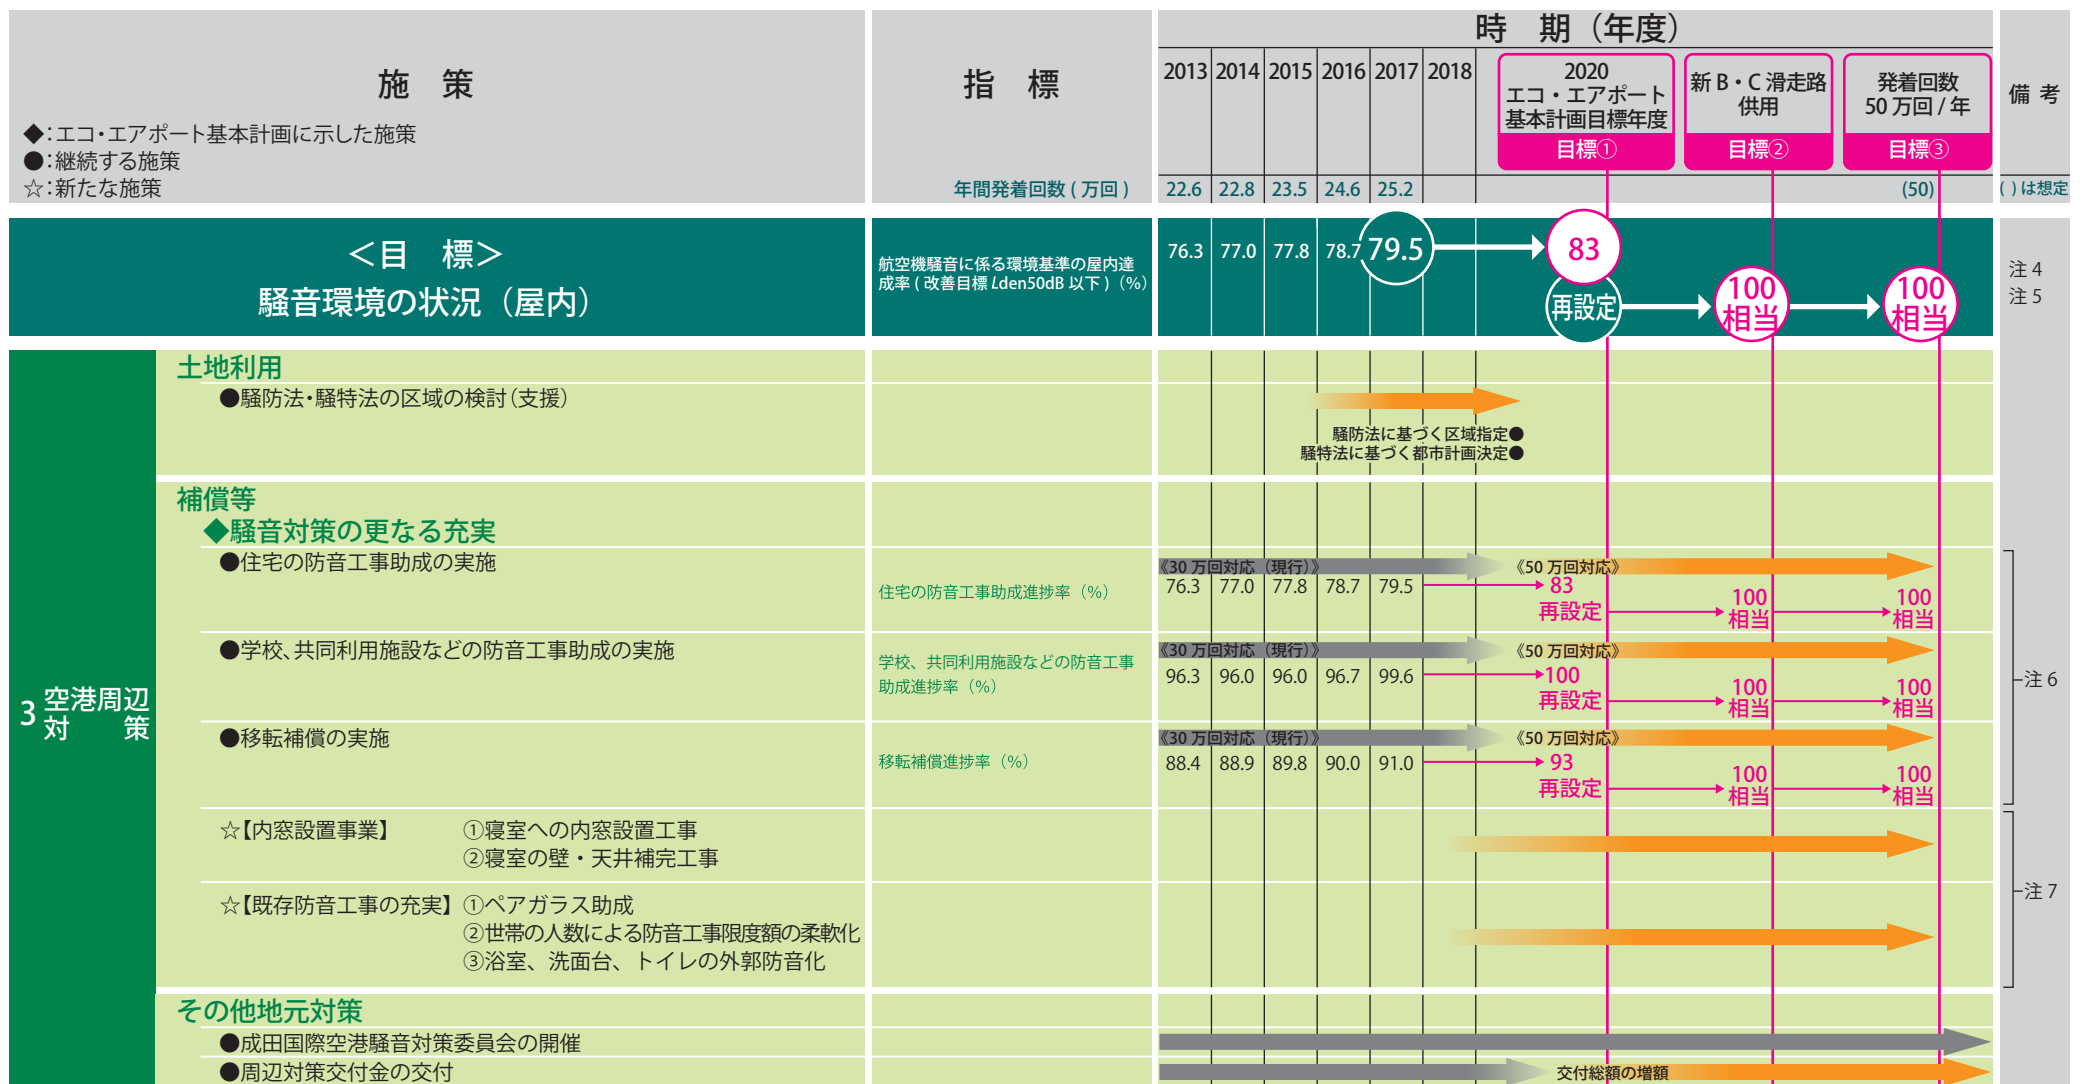 施 策
◆:エコ・エアポート基本計画に示した施策
●:継続する施策
☆:新たな施策
指 標
年間発着回数(万回)
時 期(年度)
2013 2014 2015 2016 2017 2018
2020
エコ・エアポート
基本計画目標年度
目標①
新B・C滑走路
供用
目標②
発着回数
50万回/年
目標③
備 考
22.6 22.8 23.5 24.6 25.2 (50)
( )は想定
<目 標>
騒音環境の状況(屋内)
航空機騒音に係る環境基準の屋内達
成率(改善目標Lden50dB以下)(%)
76.3 77.0 77.8 78.7 79.5 83
再設定 100相当 100相当
注4
注5
3 空港周辺
対 策
土地利用
●騒防法・騒特法の区域の検討(支援)
騒防法に基づく区域指定●
騒特法に基づく都市計画決定●
補償等
◆騒音対策の更なる充実
●住宅の防音工事助成の実施
住宅の防音工事助成進捗率(%)
《30万回対応(現行)》 《50万回対応》
76.3 77.0 77.8 78.7 79.5 83
再設定 100相当 100相当
●学校、共同利用施設などの防音工事助成の実施
学校、共同利用施設などの防音工事
助成進捗率(%)
《30万回対応(現行)》 《50万回対応》
96.3 96.0 96.0 96.7 99.6 100
再設定 100相当 100相当
注6
●移転補償の実施
移転補償進捗率(%)
《30万回対応(現行)》 《50万回対応》
88.4 88.9 89.8 90.0 91.0 93
再設定 100相当 100相当
☆【内窓設置事業】 ①寝室への内窓設置工事
②寝室の壁・天井補完工事
注7
☆【既存防音工事の充実】 ①ペアガラス助成
②世帯の人数による防音工事限度額の柔軟化
③浴室、洗面台、トイレの外郭防音化
その他地元対策
●成田国際空港騒音対策委員会の開催
●周辺対策交付金の交付
交付総額の増額